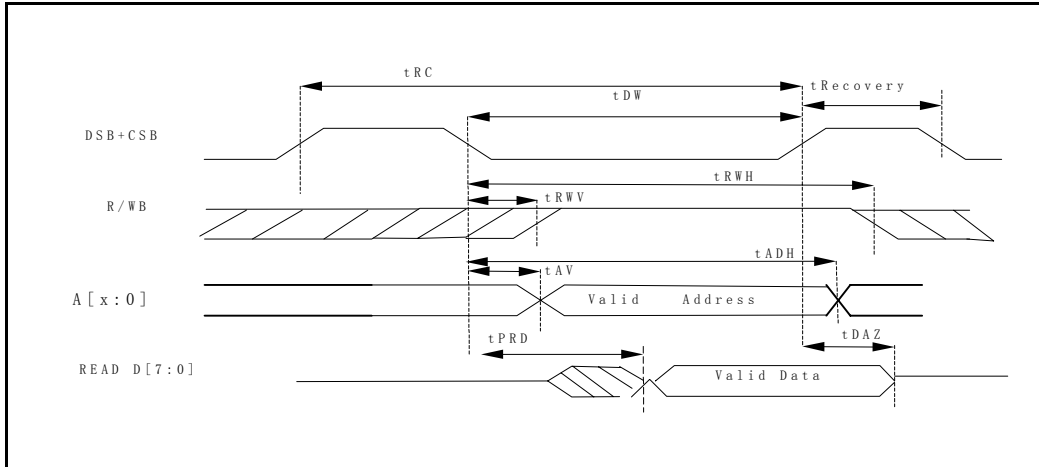 tRC
tRecovery
tDW
DSB+CSB
tRWH
R/WB
tRWV
tADH
tAV
A[x:0]
Valid Address
tPRD
tDAZ
READ D[7:0]
Valid Data